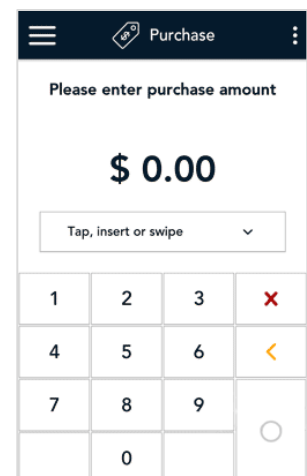 Purchase
Please enter purchase amount
$ 0.00
Tap, insert or swipe
1 2 3
4 5 6
7 8 9
0